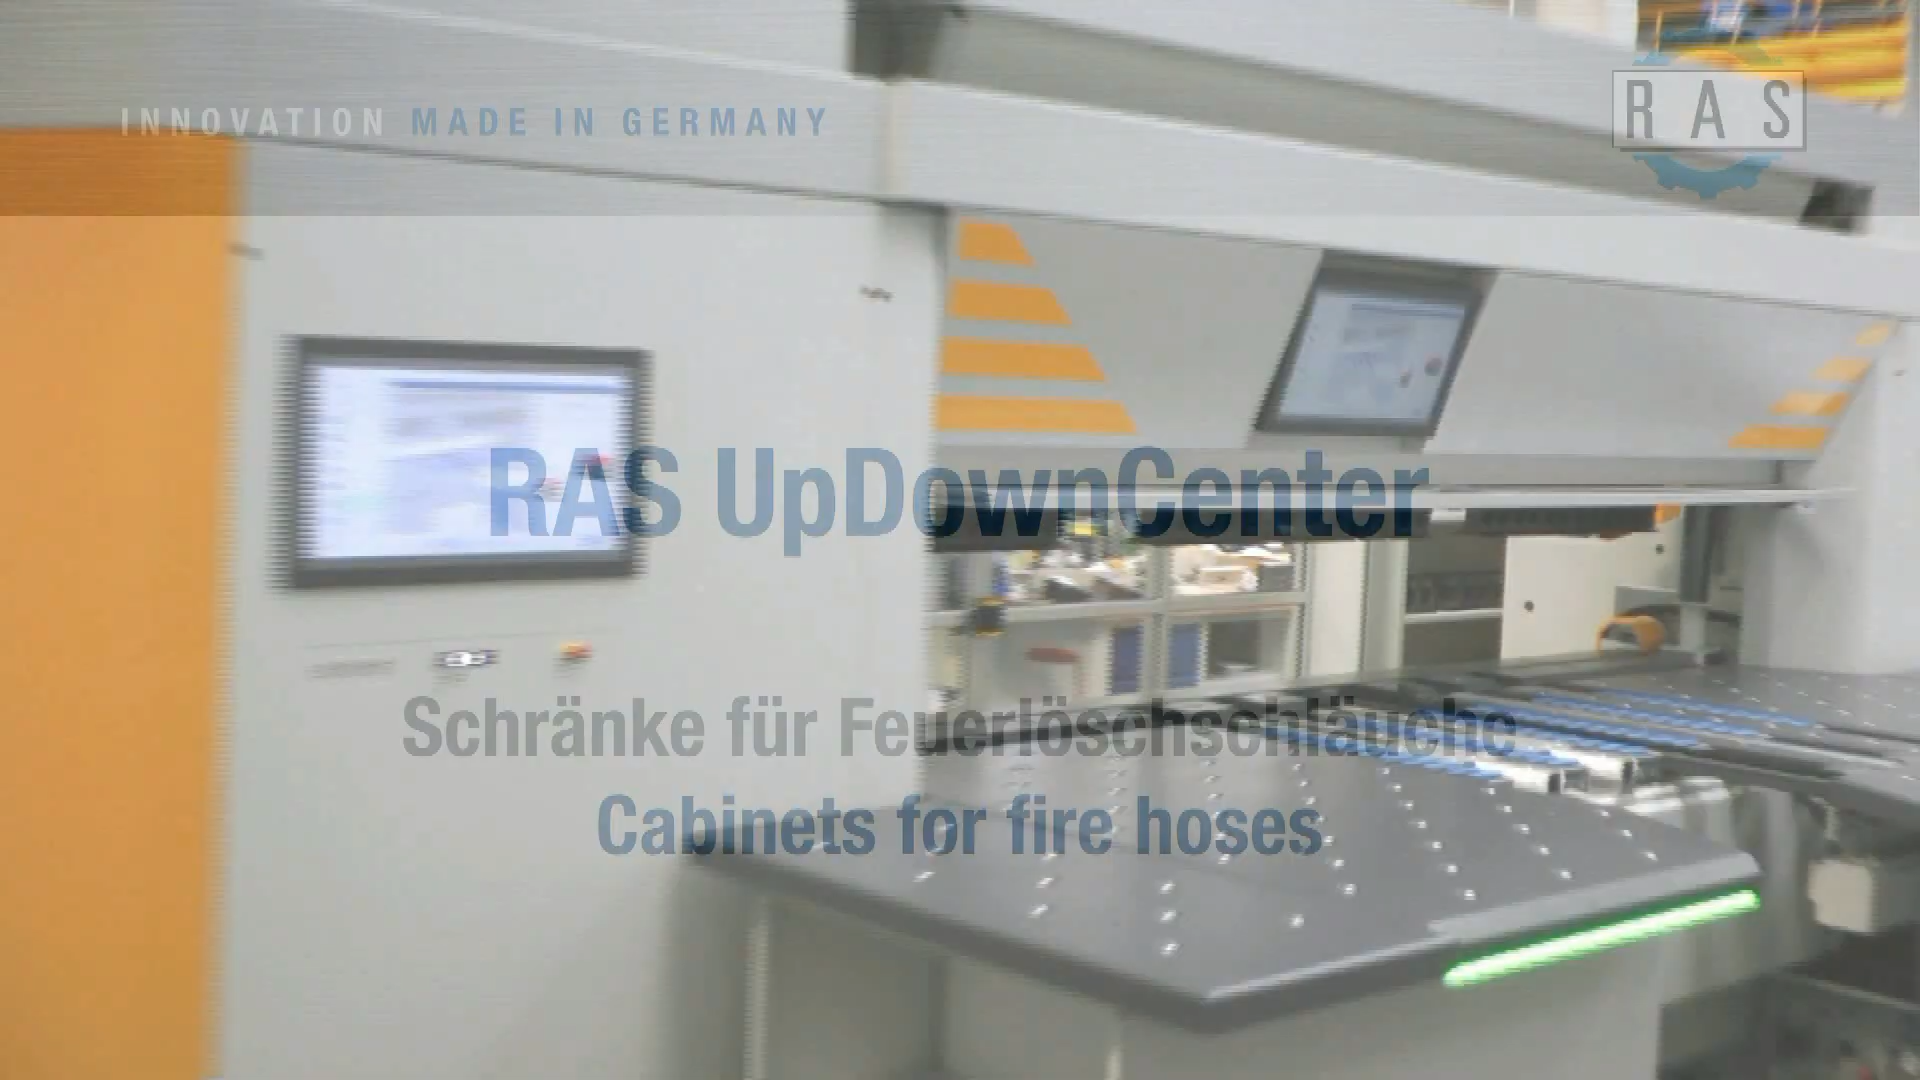 INNOVATION MADE IN GERMANY
RAS
RAS UpDownCenter
Schränke für Feuerlöschschläuche
Cabinets for fire hoses